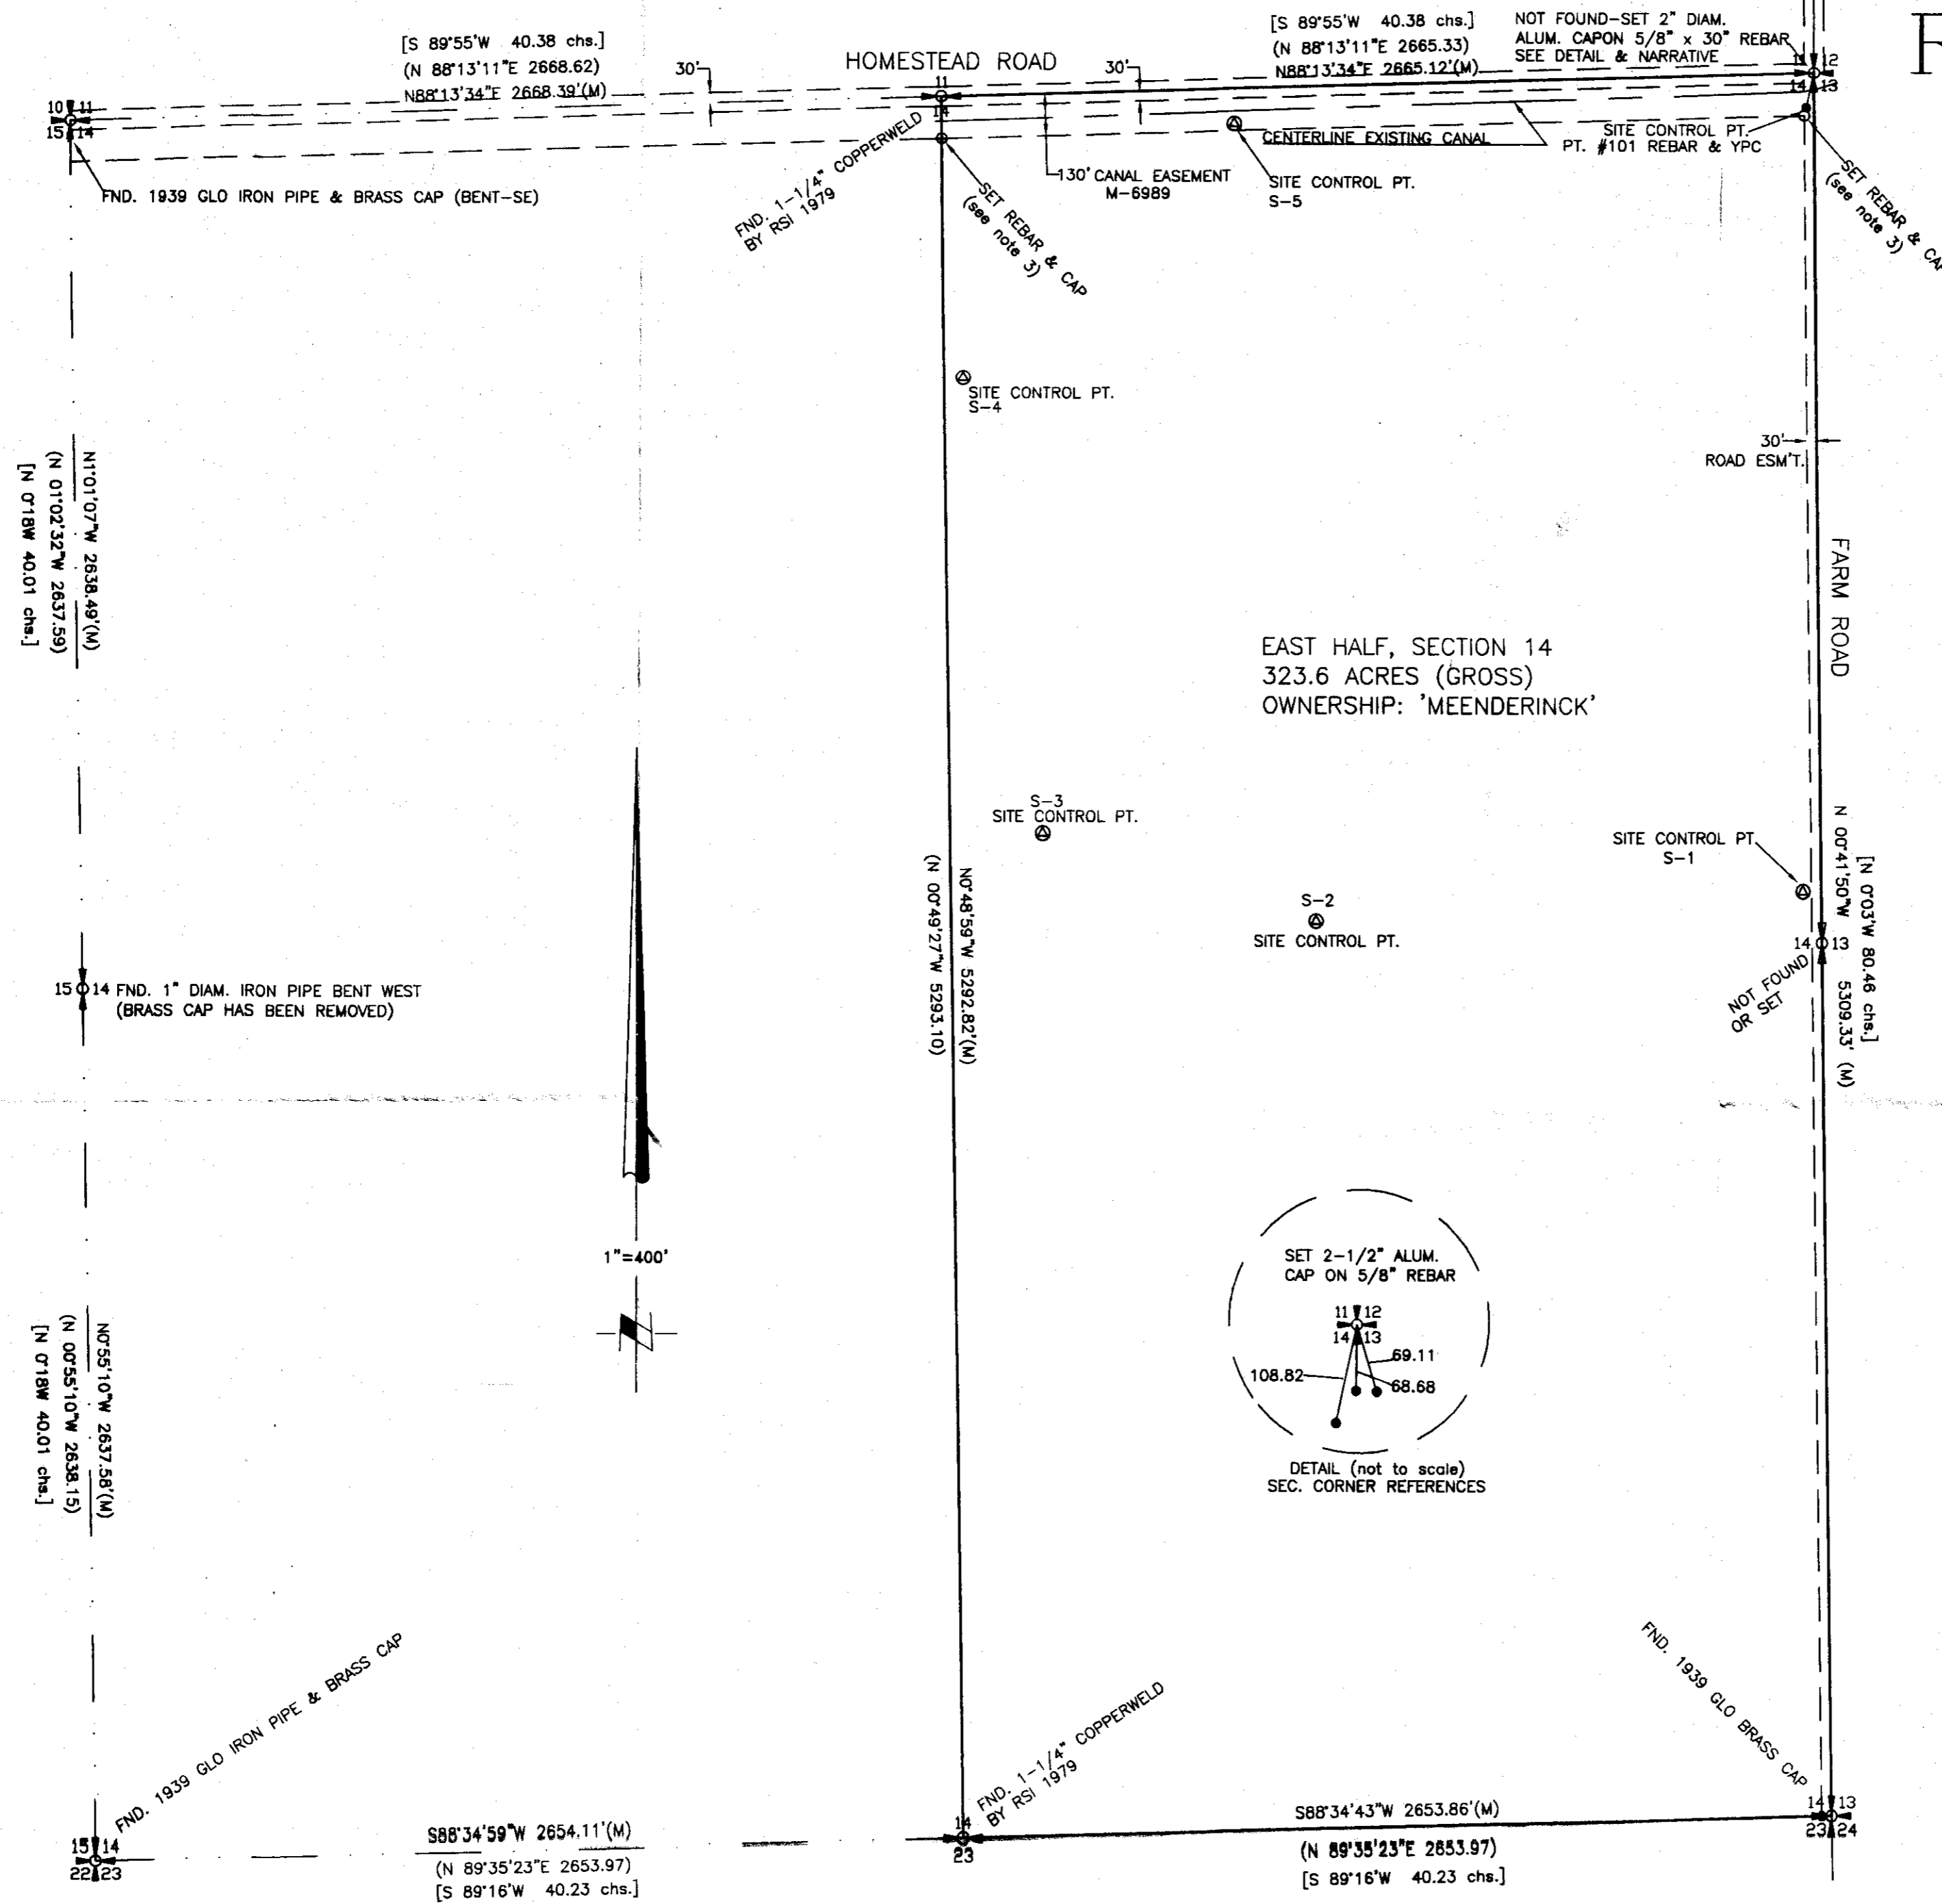 [S 89°55'W 40.38 chs.]
(N 88°13'11"E 2668.62)
N88°13'34"E 2668.39'(M)
30'
HOMESTEAD ROAD
30'
[S 89°55'W 40.38 chs.]
(N 88°13'11"E 2665.33)
N88°13'34"E 2665.12'(M)
NOT FOUND-SET 2" DIAM.
ALUM. CAPON 5/8" x 30" REBAR
SEE DETAIL & NARRATIVE
10 11
15 14
11
14
12
14 13
FND. 1939 GLO IRON PIPE & BRASS CAP (BENT-SE)
FND. 1-1/4" COPPERWELD
BY RSI 1979
SET REBAR & CAP
(see note 3)
130' CANAL EASEMENT
M-6989
CENTERLINE EXISTING CANAL
SITE CONTROL PT.
S-5
SITE CONTROL PT.
PT. #101 REBAR & YPC
SET REBAR & CAP
(see note 3)
SITE CONTROL PT.
S-4
30'
ROAD ESM'T.
FARM ROAD
N1°01'07"W 2638.49'(M)
(N 01°02'32"W 2637.59)
[N 0°18W 40.01 chs.]
EAST HALF, SECTION 14
323.6 ACRES (GROSS)
OWNERSHIP: 'MEENDERINCK'
S-3
SITE CONTROL PT.
S-2
SITE CONTROL PT.
SITE CONTROL PT.
S-1
N0°48'59"W 5292.82'(M)
(N 00°49'27"W 5293.10)
[N 0°03'W 80.46 chs.]
N 00°41'50"W 5309.33' (M)
14 13
NOT FOUND
OR SET
15 14 FND. 1" DIAM. IRON PIPE BENT WEST
(BRASS CAP HAS BEEN REMOVED)
1"=400'
SET 2-1/2" ALUM.
CAP ON 5/8" REBAR
11 12
14 13
69.11
108.82
68.68
DETAIL (not to scale)
SEC. CORNER REFERENCES
N0°55'10"W 2637.58'(M)
(N 00°55'10"W 2638.15)
[N 0°18W 40.01 chs.]
FND. 1939 GLO IRON PIPE & BRASS CAP
FND. 1-1/4" COPPERWELD
BY RSI 1979
FND. 1939 GLO BRASS CAP
15 14
22 23
S88°34'59"W 2654.11'(M)
(N 89°35'23"E 2653.97)
[S 89°16'W 40.23 chs.]
14
23
S88°34'43"W 2653.86'(M)
(N 89°35'23"E 2653.97)
[S 89°16'W 40.23 chs.]
14 13
23 24